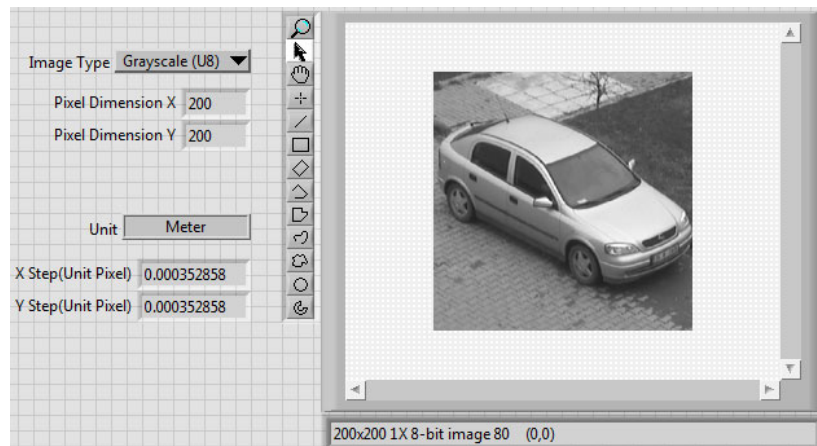 Image Type Grayscale (U8)
Pixel Dimension X 200
Pixel Dimension Y 200
Unit Meter
X Step(Unit Pixel) 0.000352858
Y Step(Unit Pixel) 0.000352858
200x200 1X 8-bit image 80 (0,0)